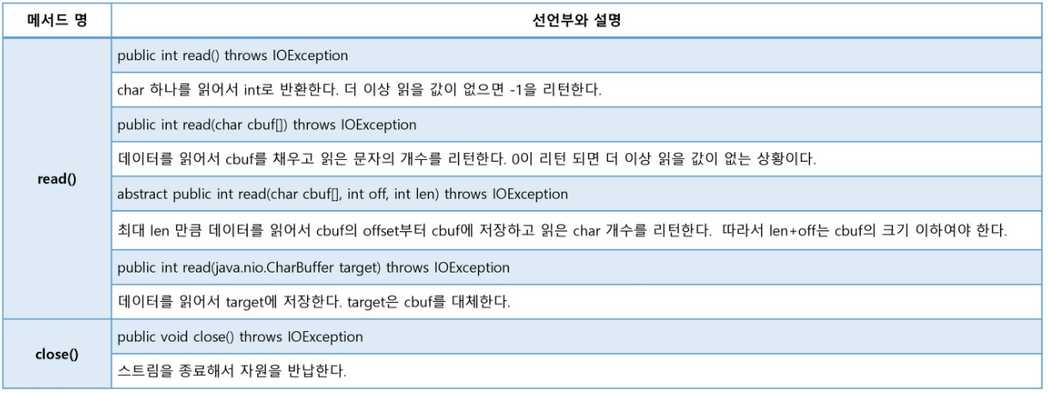 메서드 명 선언부와 설명
public int read() throws IOException
char 하나를 읽어서 int로 반환한다. 더 이상 읽을 값이 없으면 -1을 리턴한다.
public int read(char cbuf[]) throws IOException
데이터를 읽어서 cbuf를 채우고 읽은 문자의 개수를 리턴한다. 0이 리턴 되면 더 이상 읽을 값이 없는 상황이다.
read()
abstract public int read(char cbuf[], int off, int len) throws IOException
최대 len 만큼 데이터를 읽어서 cbuf의 offset부터 cbuf에 저장하고 읽은 char 개수를 리턴한다. 따라서 len+off는 cbuf의 크기 이하여야 한다.
public int read(java.nio.CharBuffer target) throws IOException
데이터를 읽어서 target에 저장한다. target은 cbuf를 대체한다.
close()
public void close() throws IOException
스트림을 종료해서 자원을 반납한다.